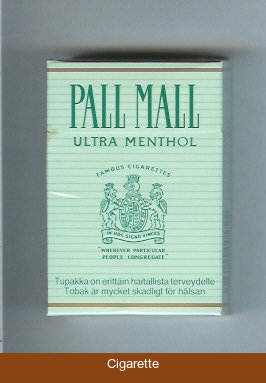 PALL MALL
ULTRA MENTHOL
FAMOUS CIGARETTES
IN HOC SIGNO VINCES
"WHEREVER PARTICULAR
PEOPLE CONGREGATE"
Tupakka on erittäin haitallista terveydelle
Tobak är mycket skadligt för hälsan
Cigarette